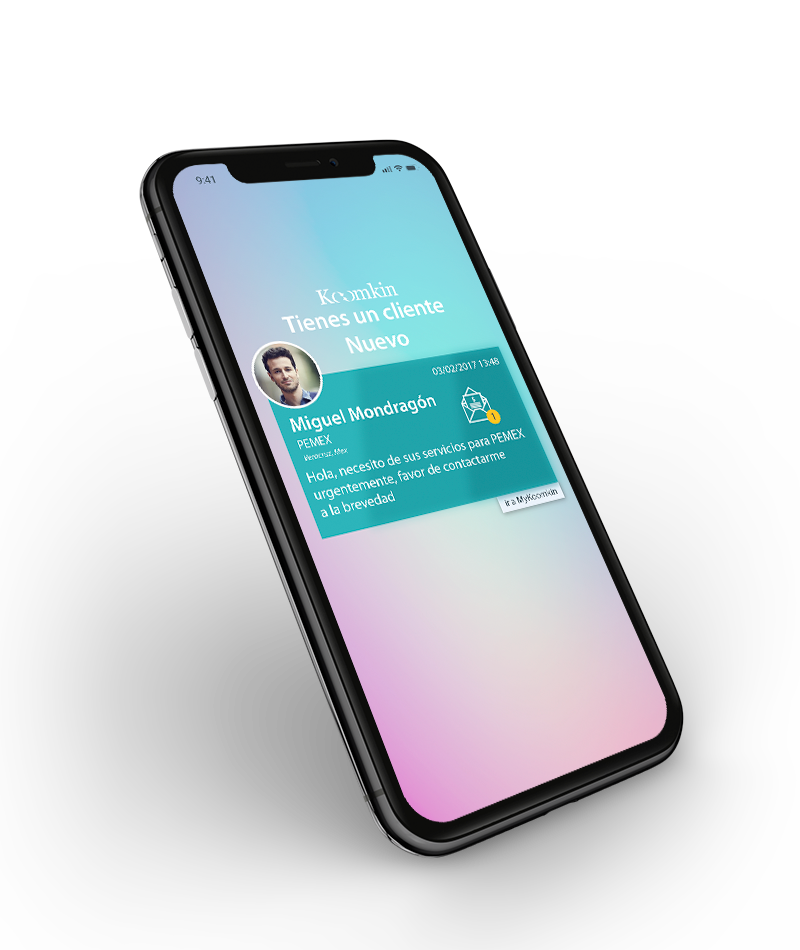 9:41
Koomkin
Tienes un cliente
Nuevo
03/02/2017 13:48
Miguel Mondragón
PEMEX
Veracruz, Mex
1
Hola, necesito de sus servicios para PEMEX
urgentemente, favor de contactarme
a la brevedad
ir a MyKoomkin